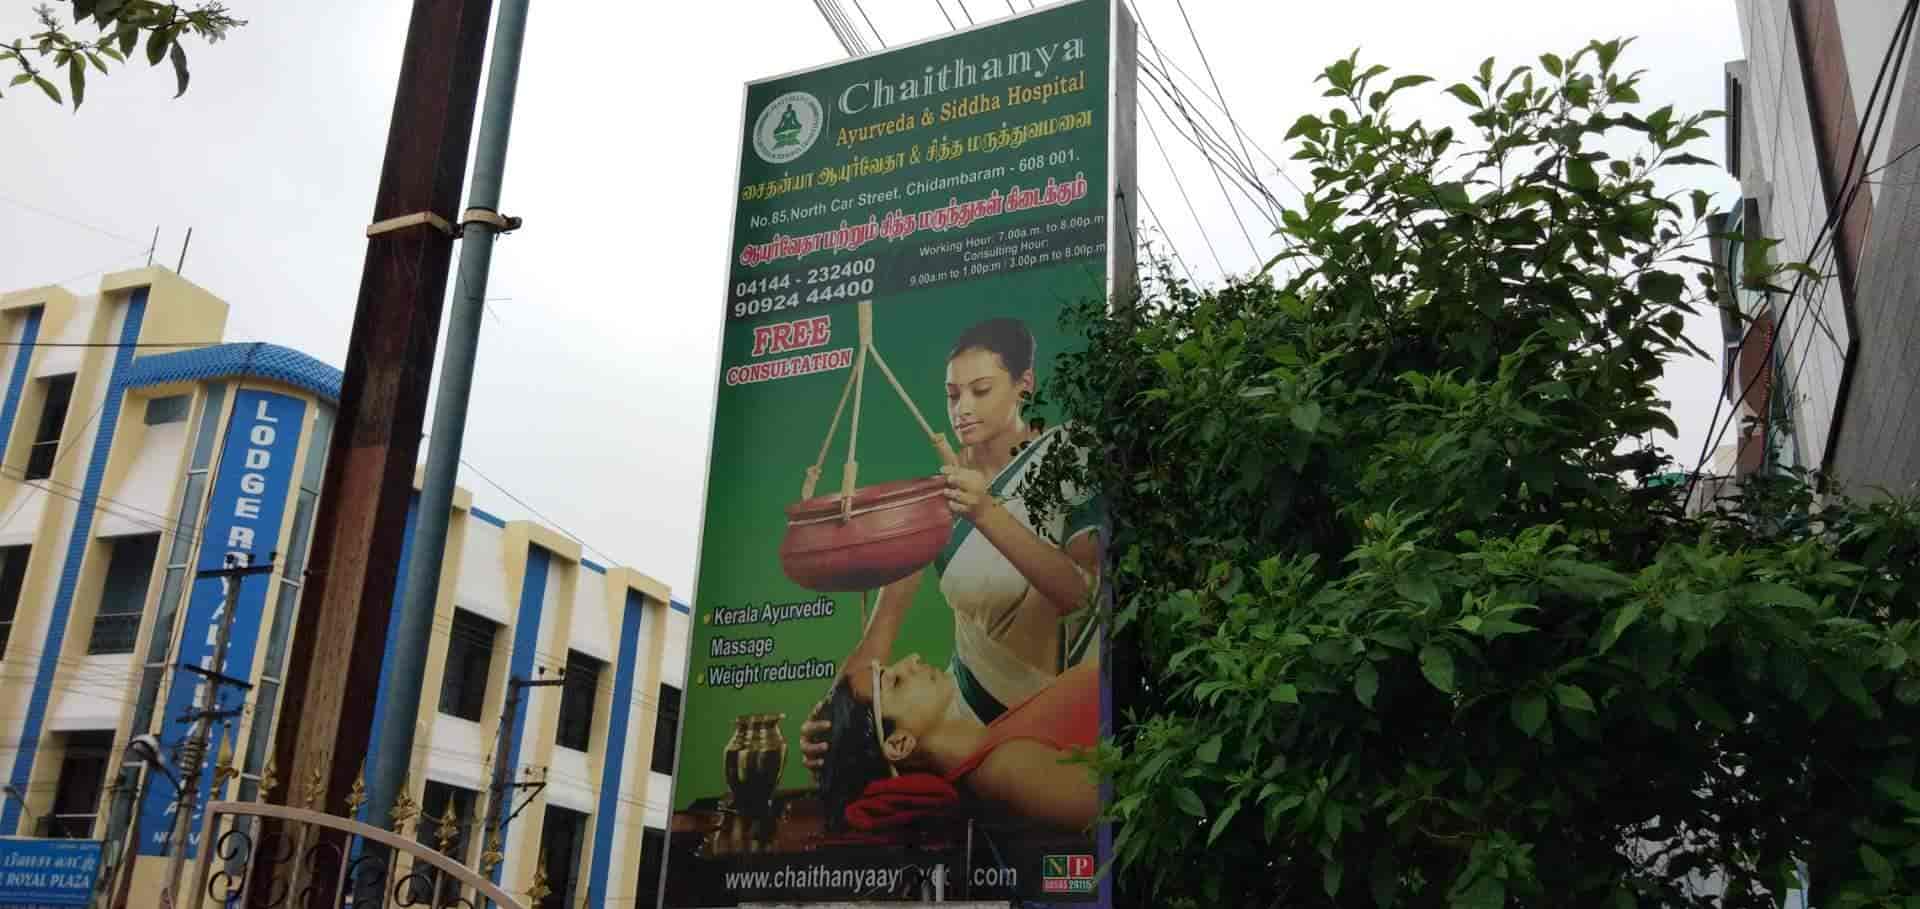 Chaithanya
Ayurveda & Siddha Hospital
சைதன்யா ஆயுர்வேதா & சித்த மருத்துவமனை
No.85,North Car Street, Chidambaram - 608 001.
ஆயுர்வேதா மற்றும் சித்த மருந்துகள் கிடைக்கும்
04144 - 232400
90924 44400
Working Hour: 7.00a.m. to 8.00p.m
Consulting Hour:
9.00a.m to 1.00p.m / 3.00p.m to 8.00p.m
FREE
CONSULTATION
• Kerala Ayurvedic
Massage
• Weight reduction
NP
LODGE ROYAL
ROYAL PLAZA